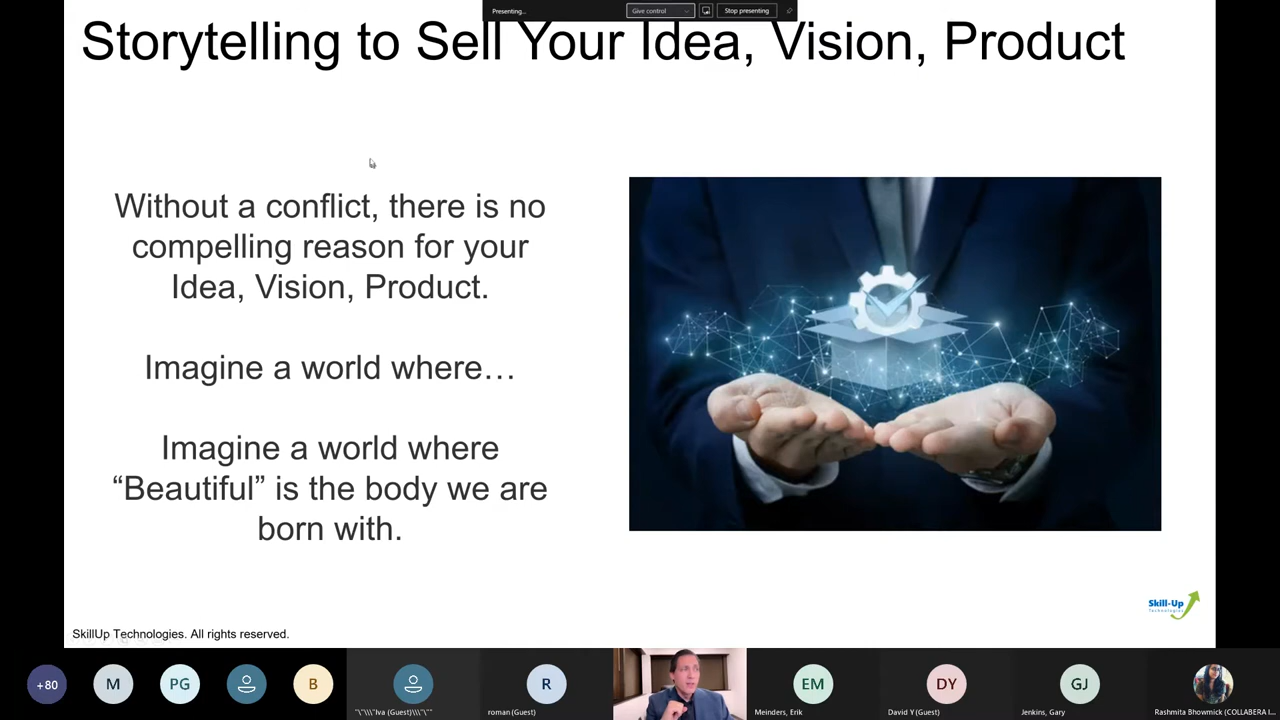 Presenting...
Give control
Stop presenting
Storytelling to Sell Your Idea, Vision, Product
Without a conflict, there is no
compelling reason for your
Idea, Vision, Product.
Imagine a world where…
Imagine a world where
“Beautiful” is the body we are
born with.
Skill-Up
Technologies
SkillUp Technologies. All rights reserved.
+80
M
PG
B
R
EM
DY
GJ
"\"\\\"Iva (Guest)\\\"\""
roman (Guest)
Meinders, Erik
David Y (Guest)
Jenkins, Gary
Rashmita Bhowmick (COLLABERA I...